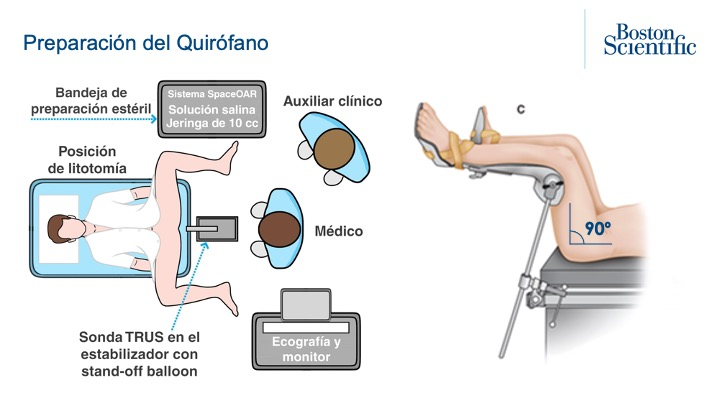 Preparación del Quirófano
Boston
Scientific
Bandeja de
preparación estéril
Sistema SpaceOAR
Solución salina
Jeringa de 10 cc
Auxiliar clínico
Posición
de litotomía
Médico
Sonda TRUS en el
estabilizador con
stand-off balloon
Ecografía y
monitor
c
90º